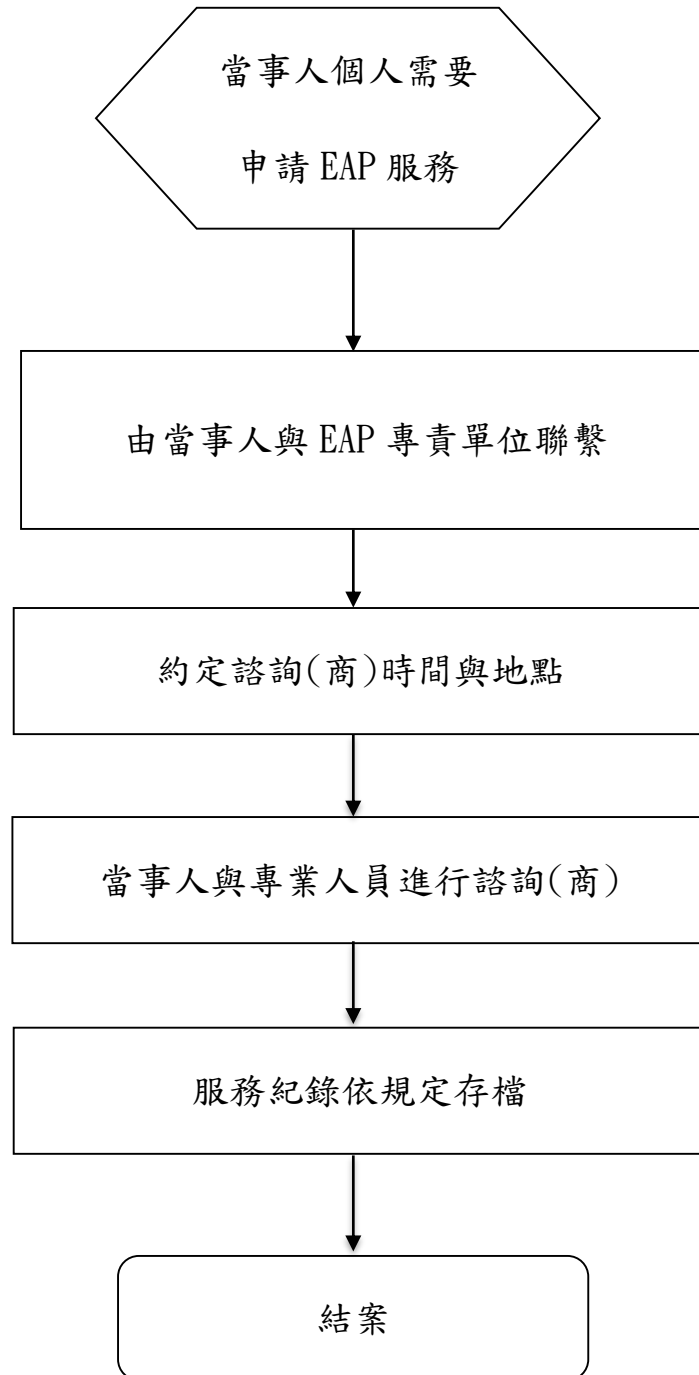 當事人個人需要
申請 EAP 服務
由當事人與 EAP 專責單位聯繫
約定諮詢(商)時間與地點
當事人與專業人員進行諮詢(商)
服務紀錄依規定存檔
結案